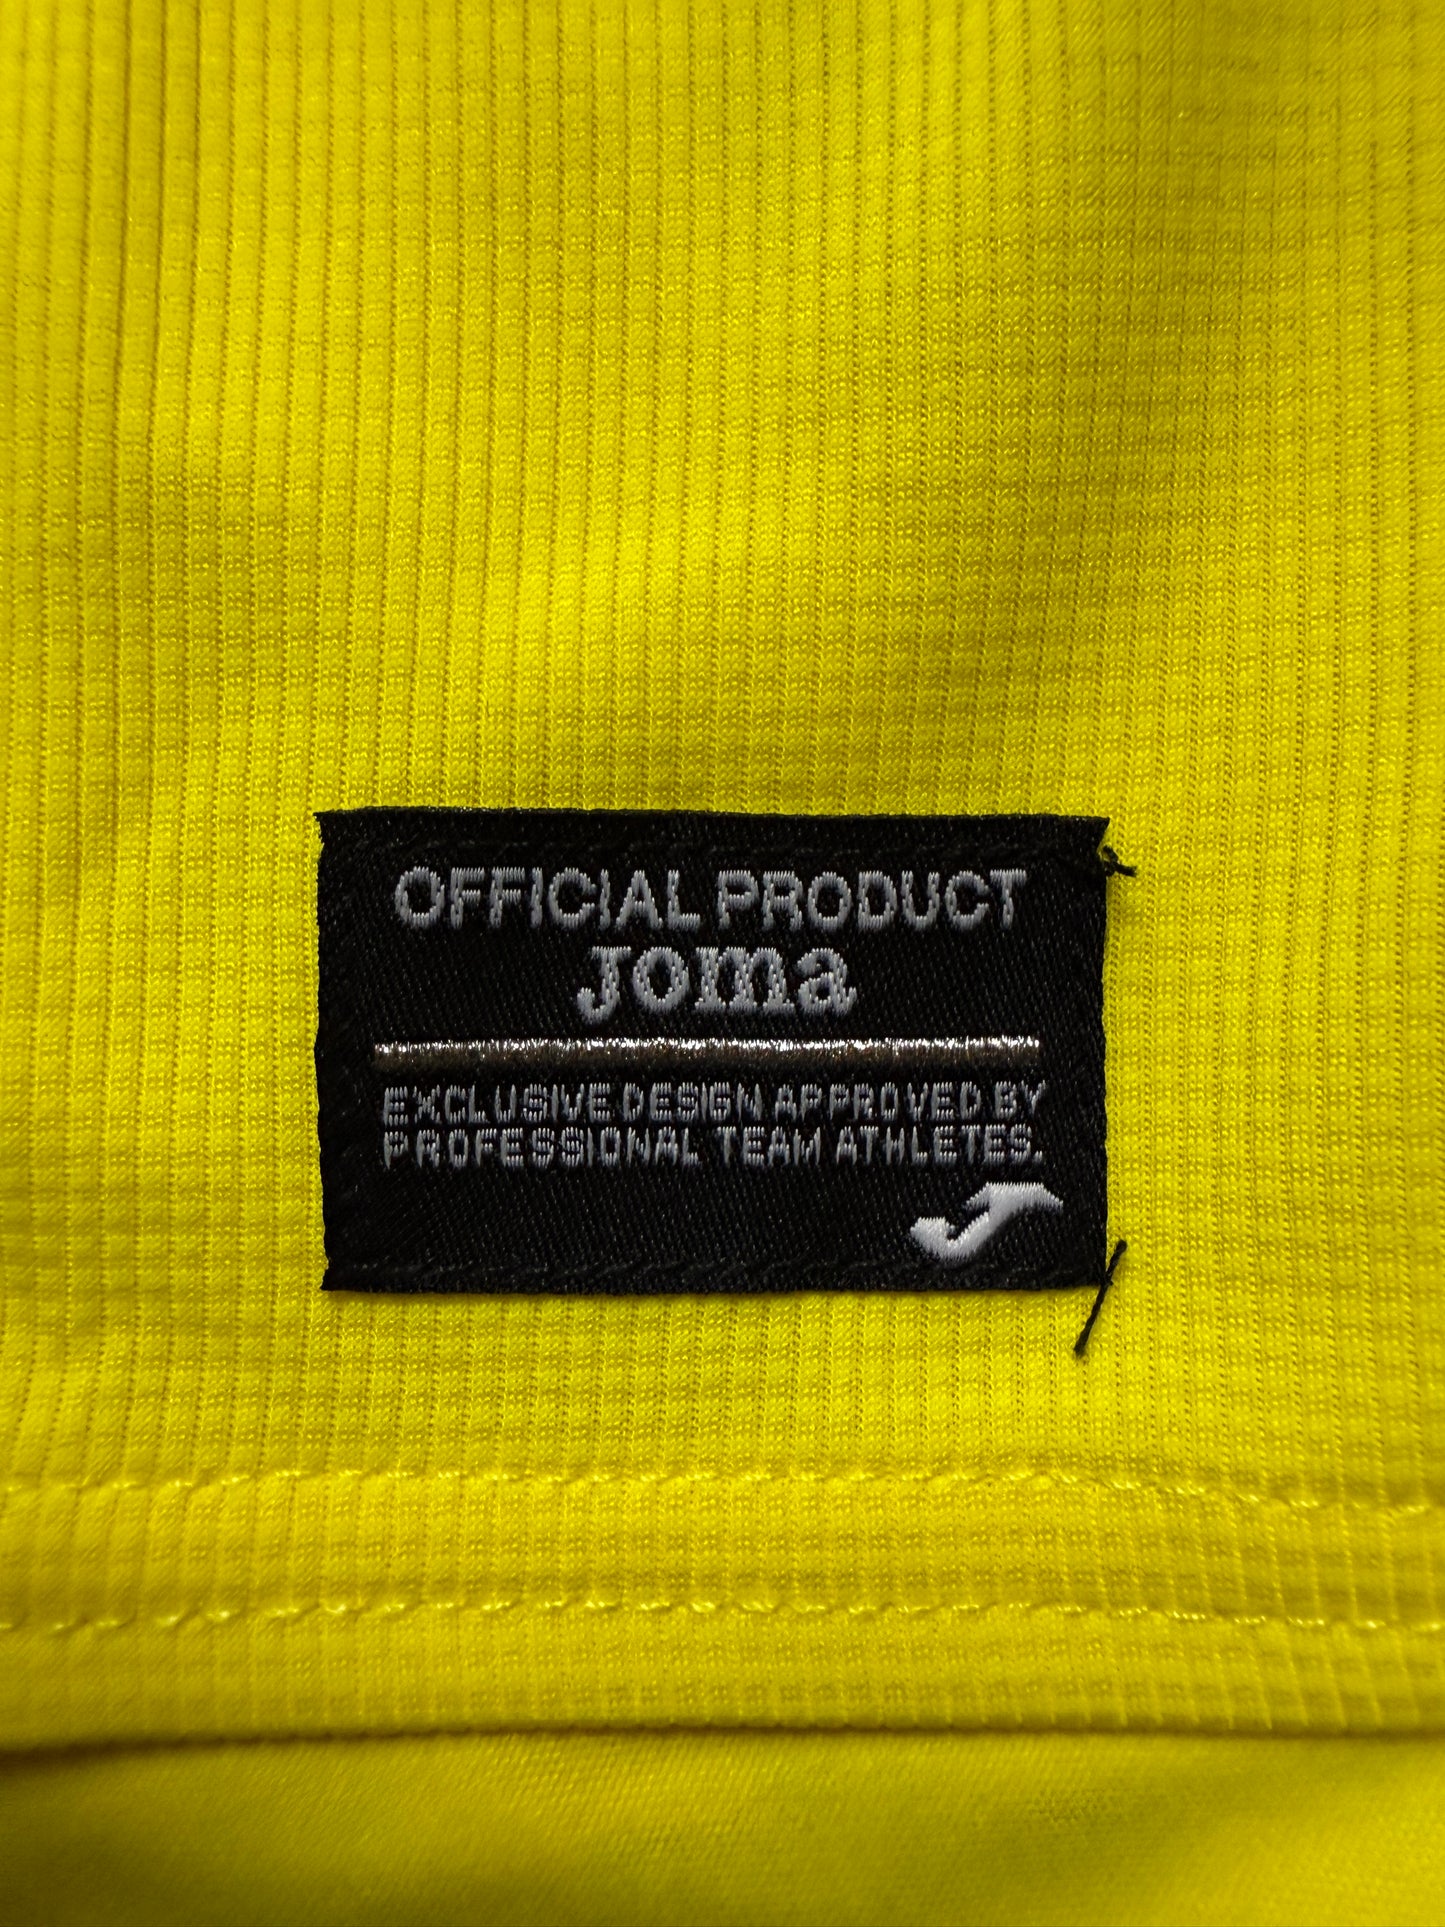 OFFICIAL PRODUCT
Joma
EXCLUSIVE DESIGN APPROVED BY
PROFESSIONAL TEAM ATHLETES.